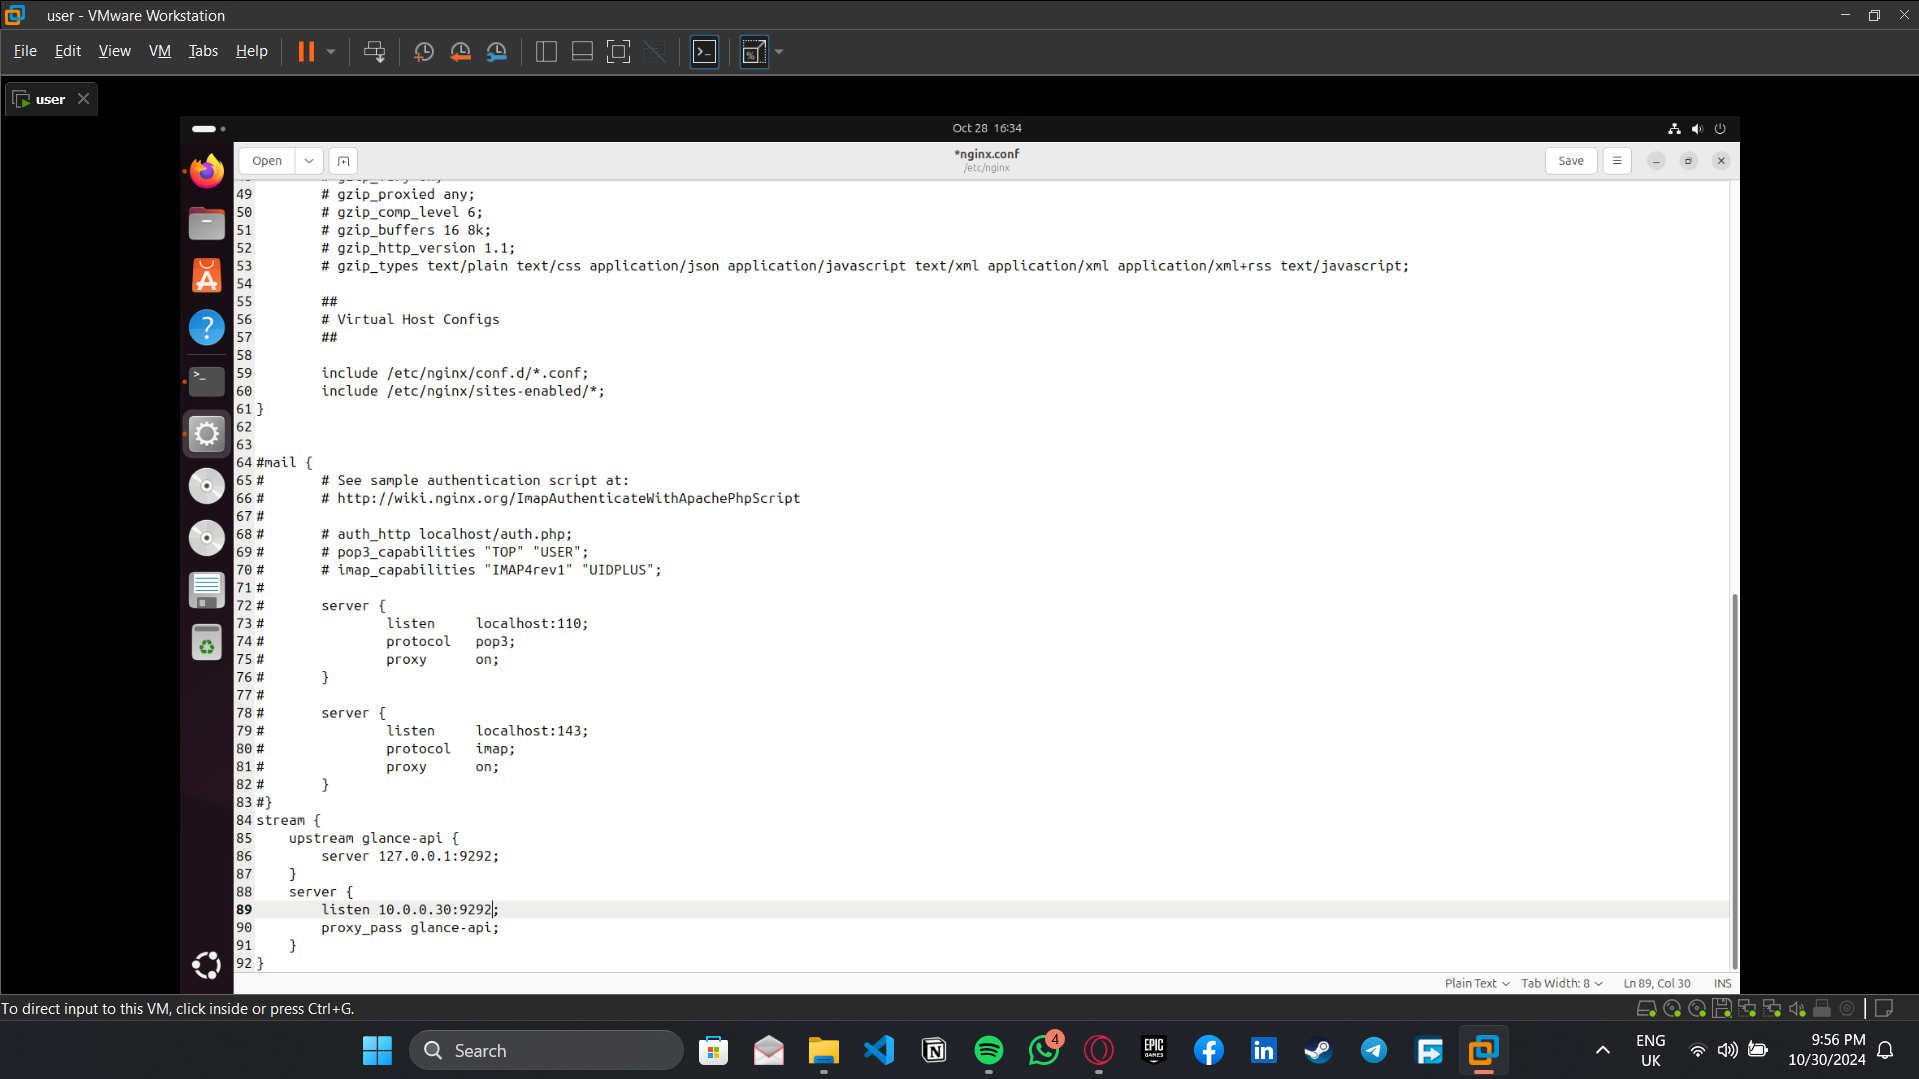 user - VMware Workstation
File Edit View VM Tabs Help
user
Oct 28 16:34
Open
*nginx.conf
/etc/nginx
Save
49 # gzip_proxied any;
50 # gzip_comp_level 6;
51 # gzip_buffers 16 8k;
52 # gzip_http_version 1.1;
53 # gzip_types text/plain text/css application/json application/javascript text/xml application/xml application/xml+rss text/javascript;
54
55 ##
56 # Virtual Host Configs
57 ##
58
59 include /etc/nginx/conf.d/*.conf;
60 include /etc/nginx/sites-enabled/*;
61 }
62
63
64 #mail {
65 # # See sample authentication script at:
66 # # http://wiki.nginx.org/ImapAuthenticateWithApachePhpScript
67 #
68 # # auth_http localhost/auth.php;
69 # # pop3_capabilities "TOP" "USER";
70 # # imap_capabilities "IMAP4rev1" "UIDPLUS";
71 #
72 # server {
73 # listen localhost:110;
74 # protocol pop3;
75 # proxy on;
76 # }
77 #
78 # server {
79 # listen localhost:143;
80 # protocol imap;
81 # proxy on;
82 # }
83 #}
84 stream {
85 upstream glance-api {
86 server 127.0.0.1:9292;
87 }
88 server {
89 listen 10.0.0.30:9292;
90 proxy_pass glance-api;
91 }
92 }
Plain Text Tab Width: 8 Ln 89, Col 30 INS
To direct input to this VM, click inside or press Ctrl+G.
Search
4
EPIC
GAMES
ENG
UK
9:56 PM
10/30/2024